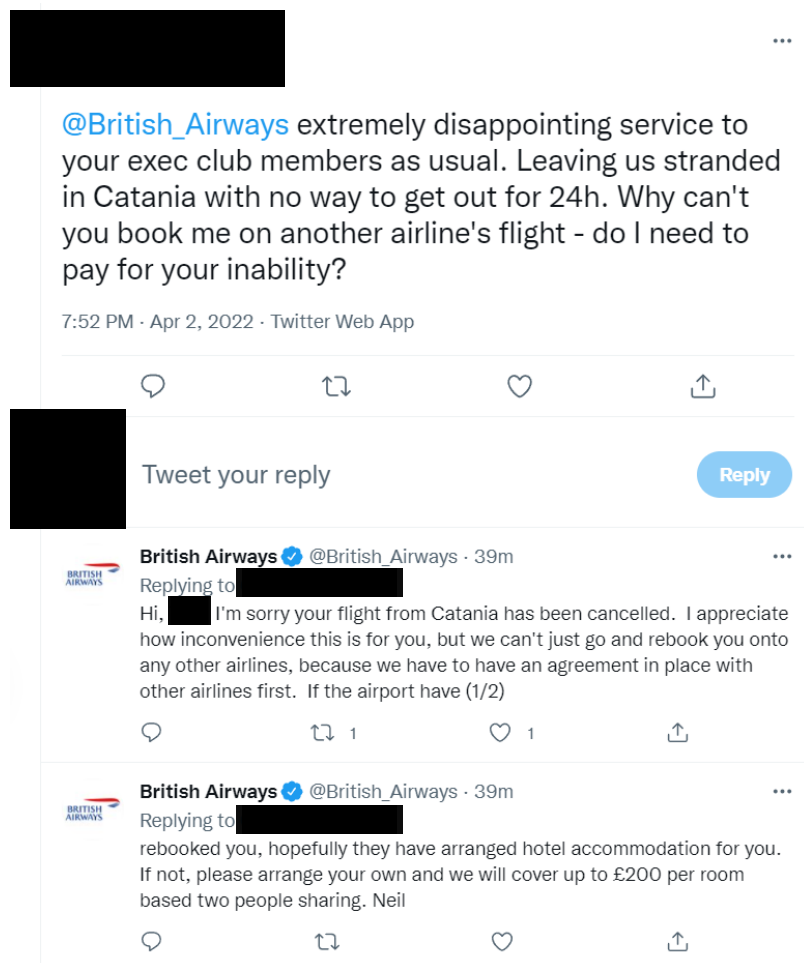 @British_Airways extremely disappointing service to
your exec club members as usual. Leaving us stranded
in Catania with no way to get out for 24h. Why can't
you book me on another airline's flight - do I need to
pay for your inability?
7:52 PM · Apr 2, 2022 · Twitter Web App
Tweet your reply
Reply
British Airways @British_Airways · 39m
BRITISH
AIRWAYS
Replying to
Hi, I'm sorry your flight from Catania has been cancelled. I appreciate
how inconvenience this is for you, but we can't just go and rebook you onto
any other airlines, because we have to have an agreement in place with
other airlines first. If the airport have (1/2)
1 1
British Airways @British_Airways · 39m
BRITISH
AIRWAYS
Replying to
rebooked you, hopefully they have arranged hotel accommodation for you.
If not, please arrange your own and we will cover up to £200 per room
based two people sharing. Neil